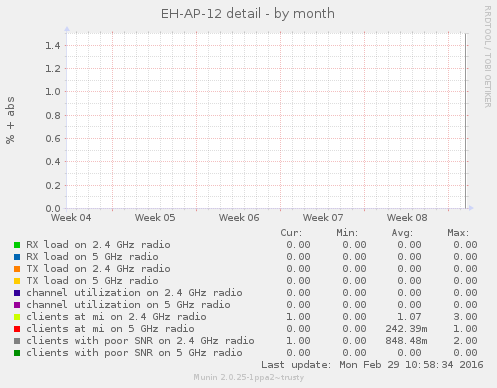 EH-AP-12 detail - by month
RRDTOOL / TOBI OETIKER
% + abs
1.4
1.2
1.0
0.8
0.6
0.4
0.2
0.0
Week 04 Week 05 Week 06 Week 07 Week 08
Cur: Min: Avg: Max:
RX load on 2.4 GHz radio 0.00 0.00 0.00 0.00
RX load on 5 GHz radio 0.00 0.00 0.00 0.00
TX load on 2.4 GHz radio 0.00 0.00 0.00 0.00
TX load on 5 GHz radio 0.00 0.00 0.00 0.00
channel utilization on 2.4 GHz radio 0.00 0.00 0.00 0.00
channel utilization on 5 GHz radio 0.00 0.00 0.00 0.00
clients at mi on 2.4 GHz radio 1.00 0.00 1.07 3.00
clients at mi on 5 GHz radio 0.00 0.00 242.39m 1.00
clients with poor SNR on 2.4 GHz radio 1.00 0.00 848.48m 2.00
clients with poor SNR on 5 GHz radio 0.00 0.00 0.00 0.00
Last update: Mon Feb 29 10:58:34 2016
Munin 2.0.25-1ppa2~trusty